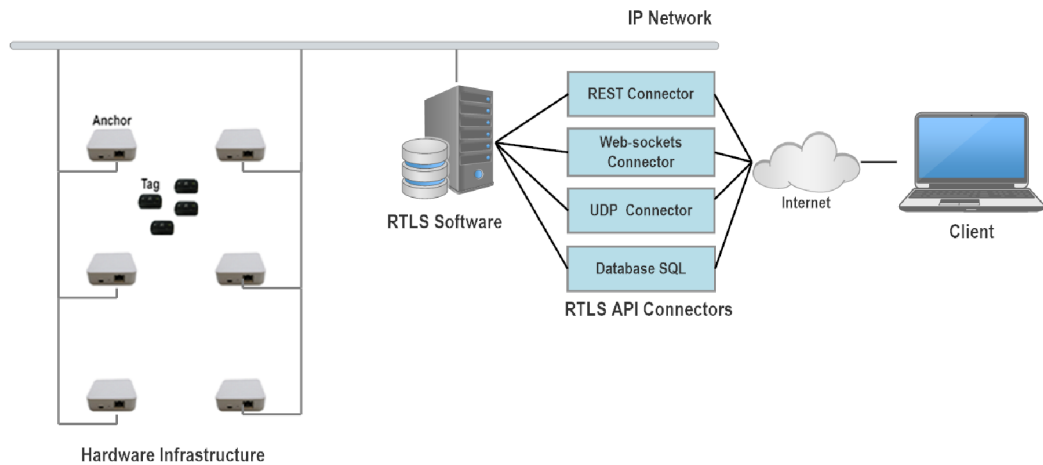 IP Network
Anchor
Tag
Hardware Infrastructure
RTLS Software
REST Connector
Web-sockets
Connector
UDP Connector
Database SQL
RTLS API Connectors
Internet
Client